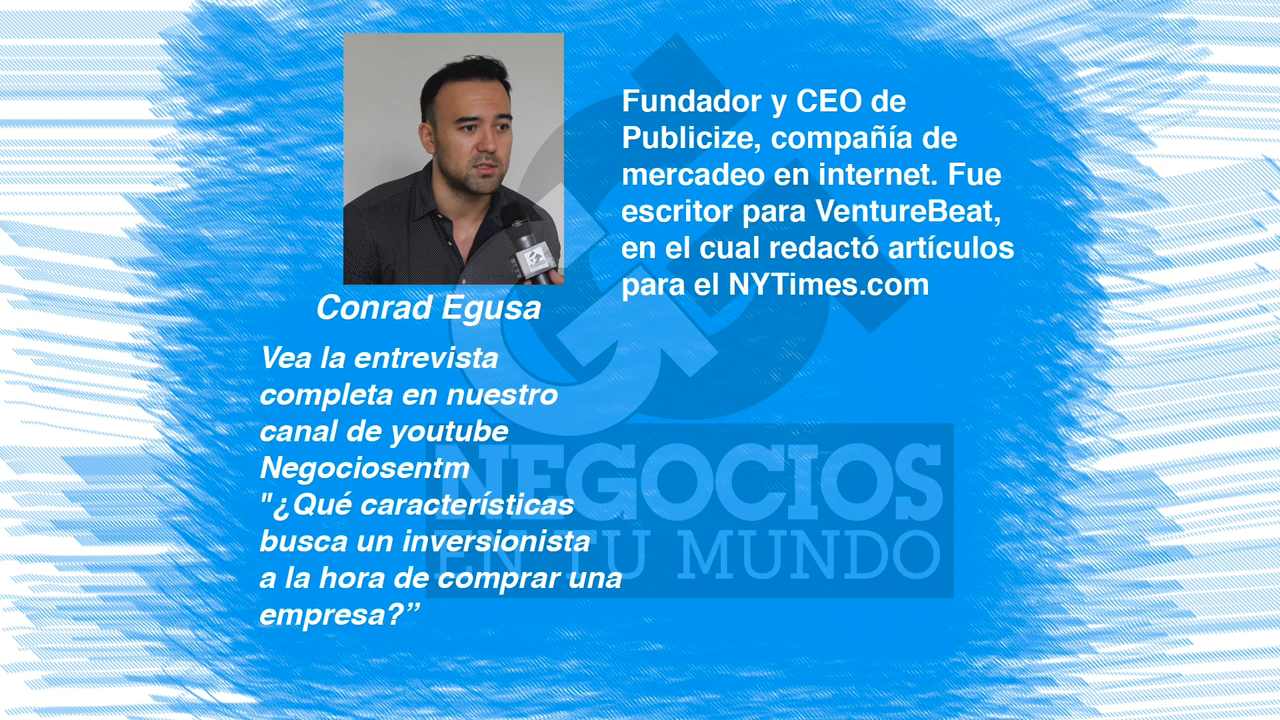 Fundador y CEO de
Publicize, compañía de
mercadeo en internet. Fue
escritor para VentureBeat,
en el cual redactó artículos
para el NYTimes.com
Conrad Egusa
Vea la entrevista
completa en nuestro
canal de youtube
Negociosentm
"¿Qué características
busca un inversionista
a la hora de comprar una
empresa?”
NEGOCIOS
EN TU MUNDO